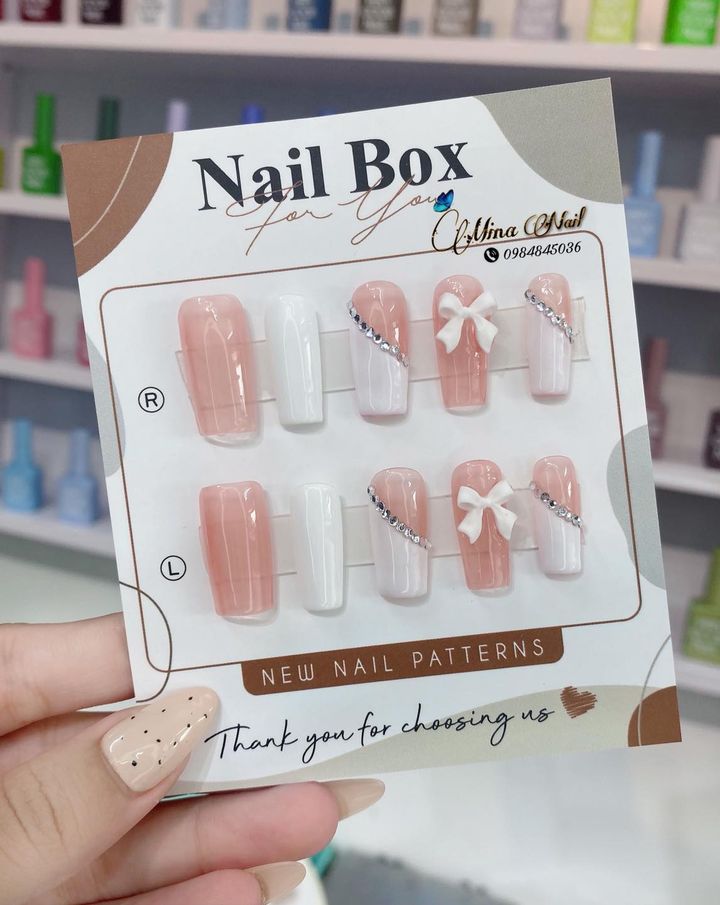 Nail Box
For You
Mina Nail
0984845036
R
L
NEW NAIL PATTERNS
Thank you for choosing us